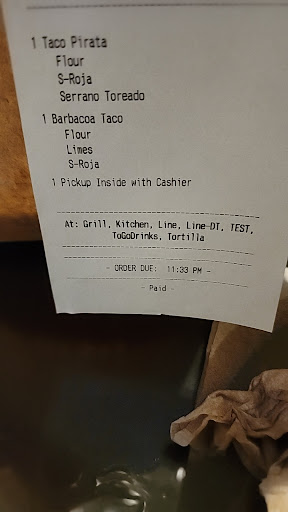 1 Taco Pirata
Flour
S-Roja
Serrano Toreado
1 Barbacoa Taco
Flour
Limes
S-Roja
1 Pickup Inside with Cashier
At: Grill, Kitchen, Line, Line-DT, TEST,
ToGoDrinks, Tortilla
- ORDER DUE: 11:33 PM -
- Paid -